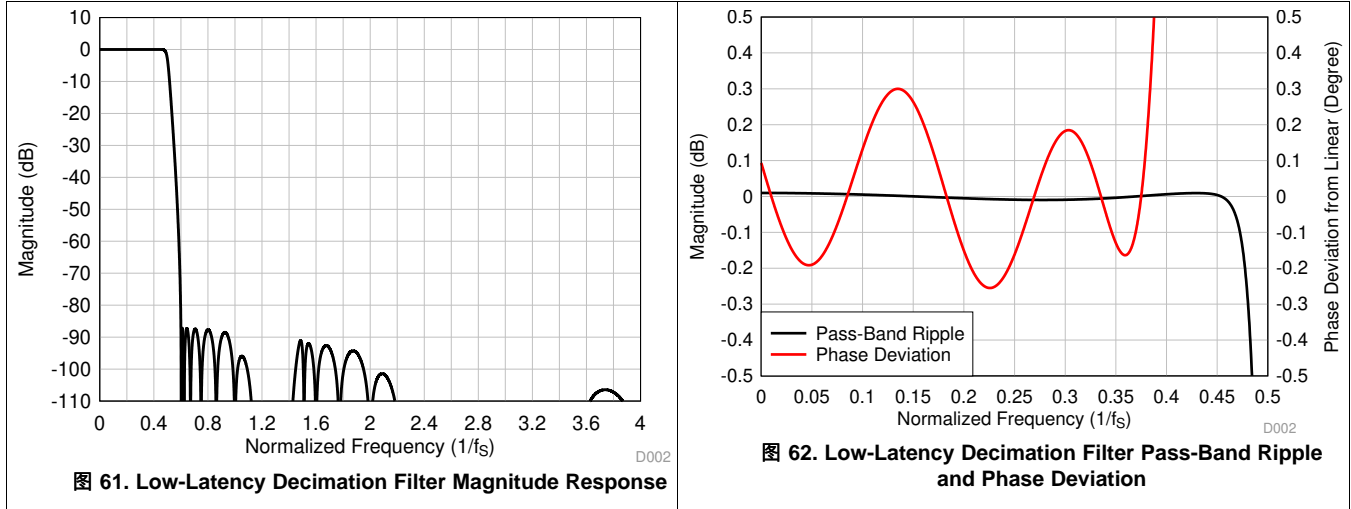 10
0
-10
-20
-30
-40
-50
-60
-70
-80
-90
-100
-110
Magnitude (dB)
0 0.4 0.8 1.2 1.6 2 2.4 2.8 3.2 3.6 4
Normalized Frequency (1/fS)
D002
图 61. Low-Latency Decimation Filter Magnitude Response
0.5
0.4
0.3
0.2
0.1
0
-0.1
-0.2
-0.3
-0.4
-0.5
Magnitude (dB)
Pass-Band Ripple
Phase Deviation
0.5
0.4
0.3
0.2
0.1
0
-0.1
-0.2
-0.3
-0.4
-0.5
Phase Deviation from Linear (Degree)
0 0.05 0.1 0.15 0.2 0.25 0.3 0.35 0.4 0.45 0.5
Normalized Frequency (1/fS)
D002
图 62. Low-Latency Decimation Filter Pass-Band Ripple
and Phase Deviation